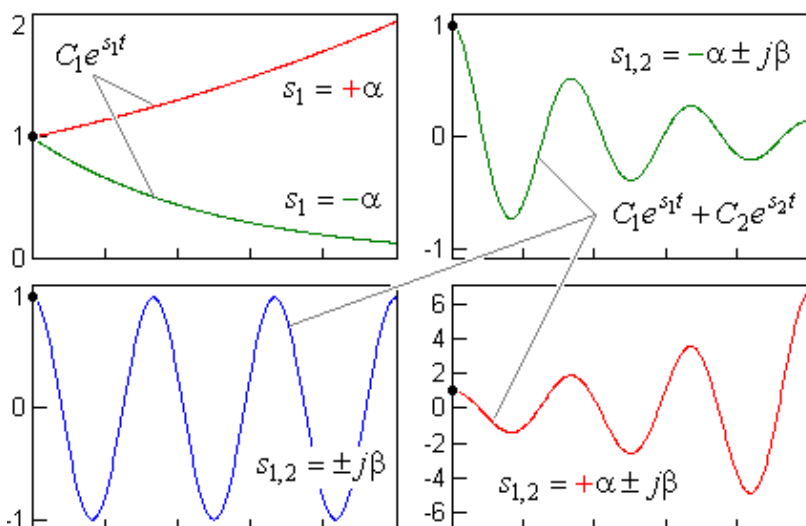 2
C₁e^{s₁t}
s₁ = +α
1
s₁ = −α
0
1
s₁,₂ = −α ± jβ
0
C₁e^{s₁t} + C₂e^{s₂t}
-1
1
0
s₁,₂ = ± jβ
-1
6
4
2
0
-2
-4
s₁,₂ = +α ± jβ
-6